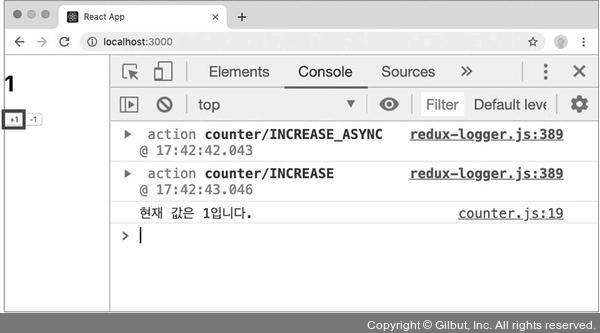 React App
localhost:3000
1
+1 -1
Elements Console Sources
top Filter Default leve
action counter/INCREASE_ASYNC redux-logger.js:389
@ 17:42:42.043
action counter/INCREASE redux-logger.js:389
@ 17:42:43.046
현재 값은 1입니다. counter.js:19
Copyright © Gilbut, Inc. All rights reserved.